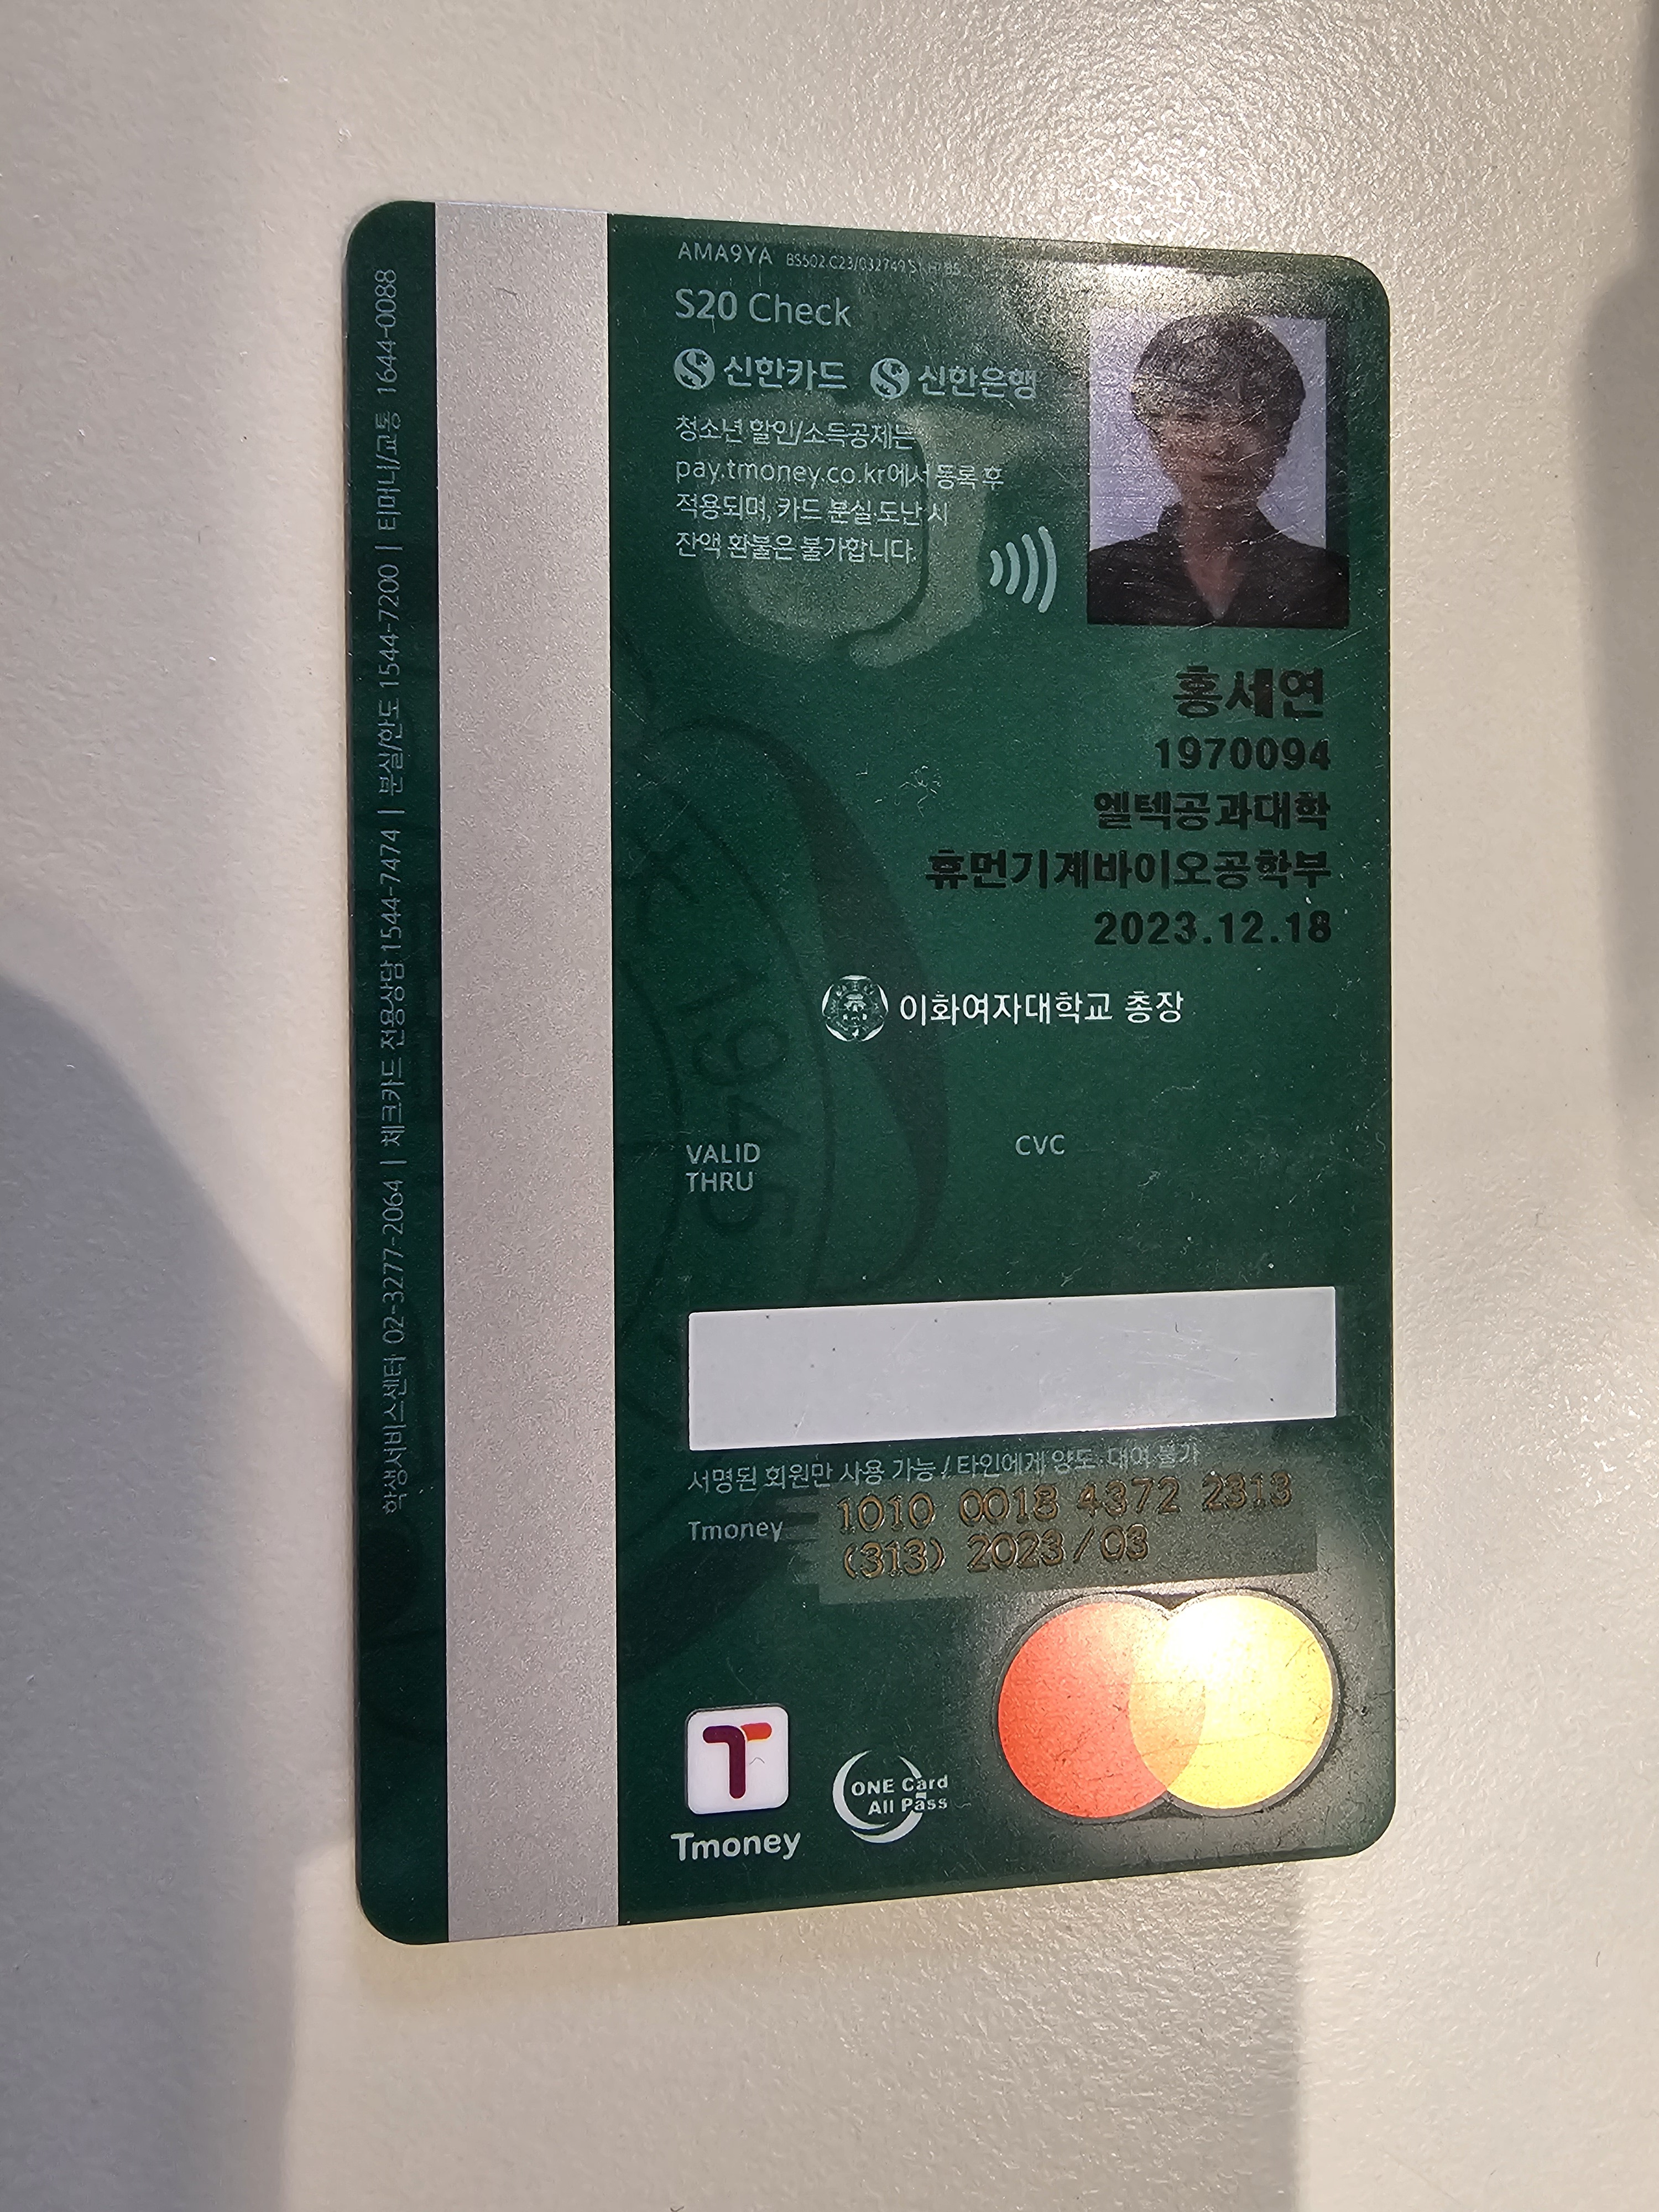 AMA9YA
S20 Check
신한카드 신한은행
청소년 할인/소득공제는
pay.tmoney.co.kr에서 등록 후
적용되며, 카드 분실·도난 시
잔액 환불은 불가합니다.
홍세연
1970094
엘텍공과대학
휴먼기계바이오공학부
2023.12.18
이화여자대학교 총장
1945
VALID
THRU
CVC
서명된 회원만 사용 가능 / 타인에게 양도·대여 불가
Tmoney 1010 0018 4372 2313
(313) 2023/03
T
Tmoney
ONE Card
All Pass
학생서비스센터 02-3277-2064 | 체크카드 전용상담 1544-7474 | 분실/한도 1544-7200 | 티머니/교통 1644-0088